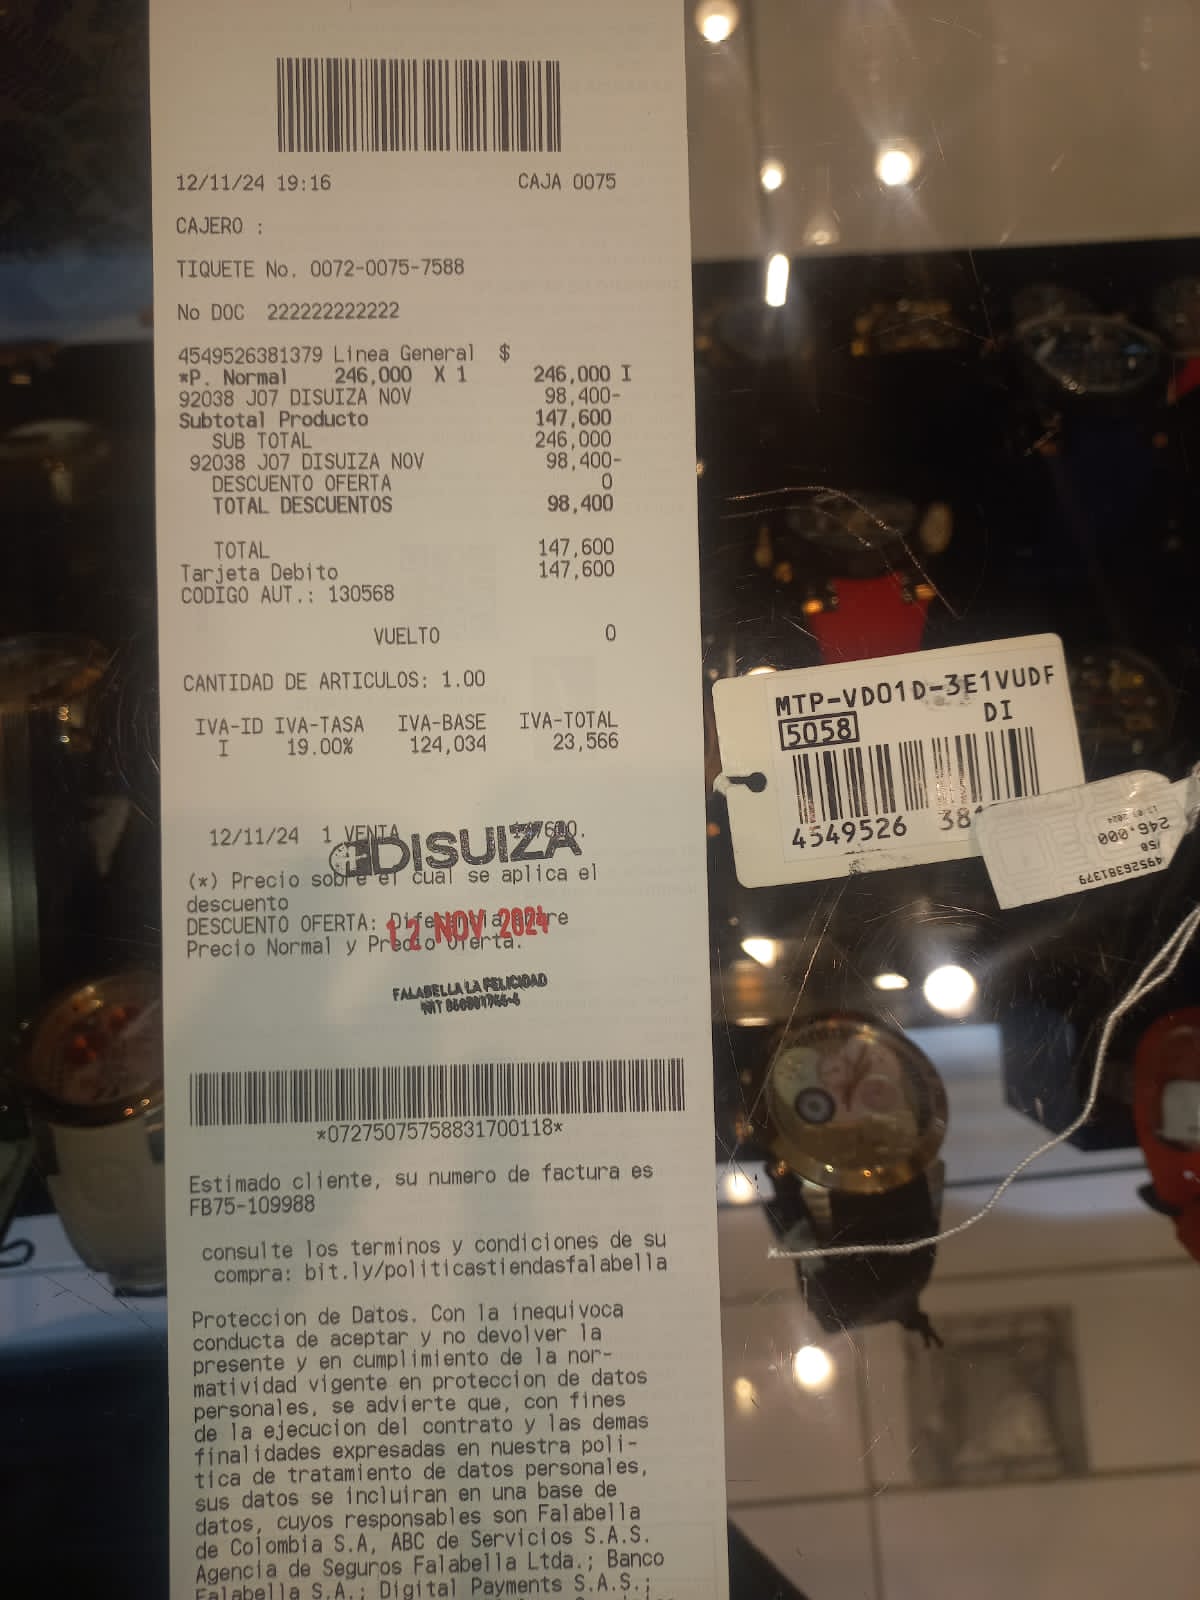 12/11/24 19:16 CAJA 0075
CAJERO :
TIQUETE No. 0072-0075-7588
No DOC 222222222222
4549526381379 Linea General $
*P. Normal 246,000 X 1 246,000 I
92038 J07 DISUIZA NOV 98,400-
Subtotal Producto 147,600
SUB TOTAL 246,000
92038 J07 DISUIZA NOV 98,400-
DESCUENTO OFERTA 0
TOTAL DESCUENTOS 98,400
TOTAL 147,600
Tarjeta Debito 147,600
CODIGO AUT.: 130568
VUELTO 0
CANTIDAD DE ARTICULOS: 1.00
IVA-ID IVA-TASA IVA-BASE IVA-TOTAL
I 19.00% 124,034 23,566
12/11/24 1 VENTA
DISUIZA
(*) Precio sobre el cual se aplica el
descuento
DESCUENTO OFERTA: Diferencia entre
12 NOV 2024
Precio Normal y Precio Oferta.
FALABELLA LA FELICIDAD
NIT
*07275075758831700118*
Estimado cliente, su numero de factura es
FB75-109988
consulte los terminos y condiciones de su
compra: bit.ly/politicastiendasfalabella
Proteccion de Datos. Con la inequivoca
conducta de aceptar y no devolver la
presente y en cumplimiento de la nor-
matividad vigente en proteccion de datos
personales, se advierte que, con fines
de la ejecucion del contrato y las demas
finalidades expresadas en nuestra poli-
tica de tratamiento de datos personales,
sus datos se incluiran en una base de
datos, cuyos responsables son Falabella
de Colombia S.A, ABC de Servicios S.A.S.
Agencia de Seguros Falabella Ltda.; Banco
Falabella S.A.; Digital Payments S.A.S.;
MTP-VD01D-3E1VUDF
5058 DI
4549526 38
246.000